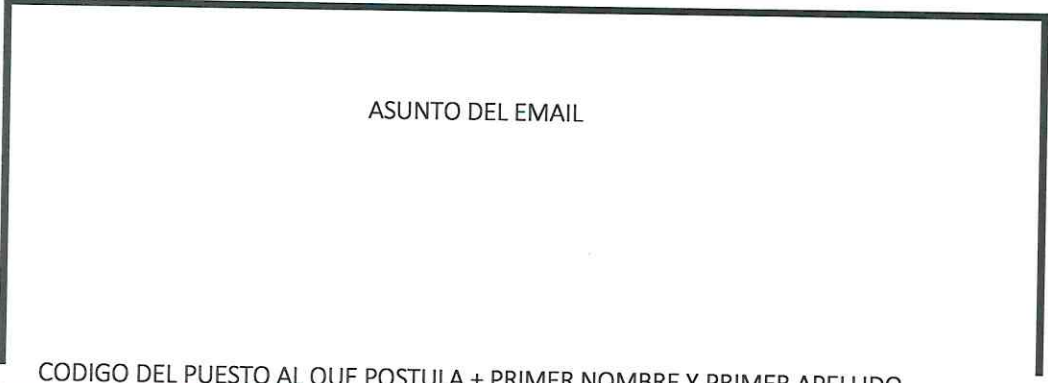 ASUNTO DEL EMAIL
CODIGO DEL PUESTO AL QUE POSTULA + PRIMER NOMBRE Y PRIMER APELLIDO